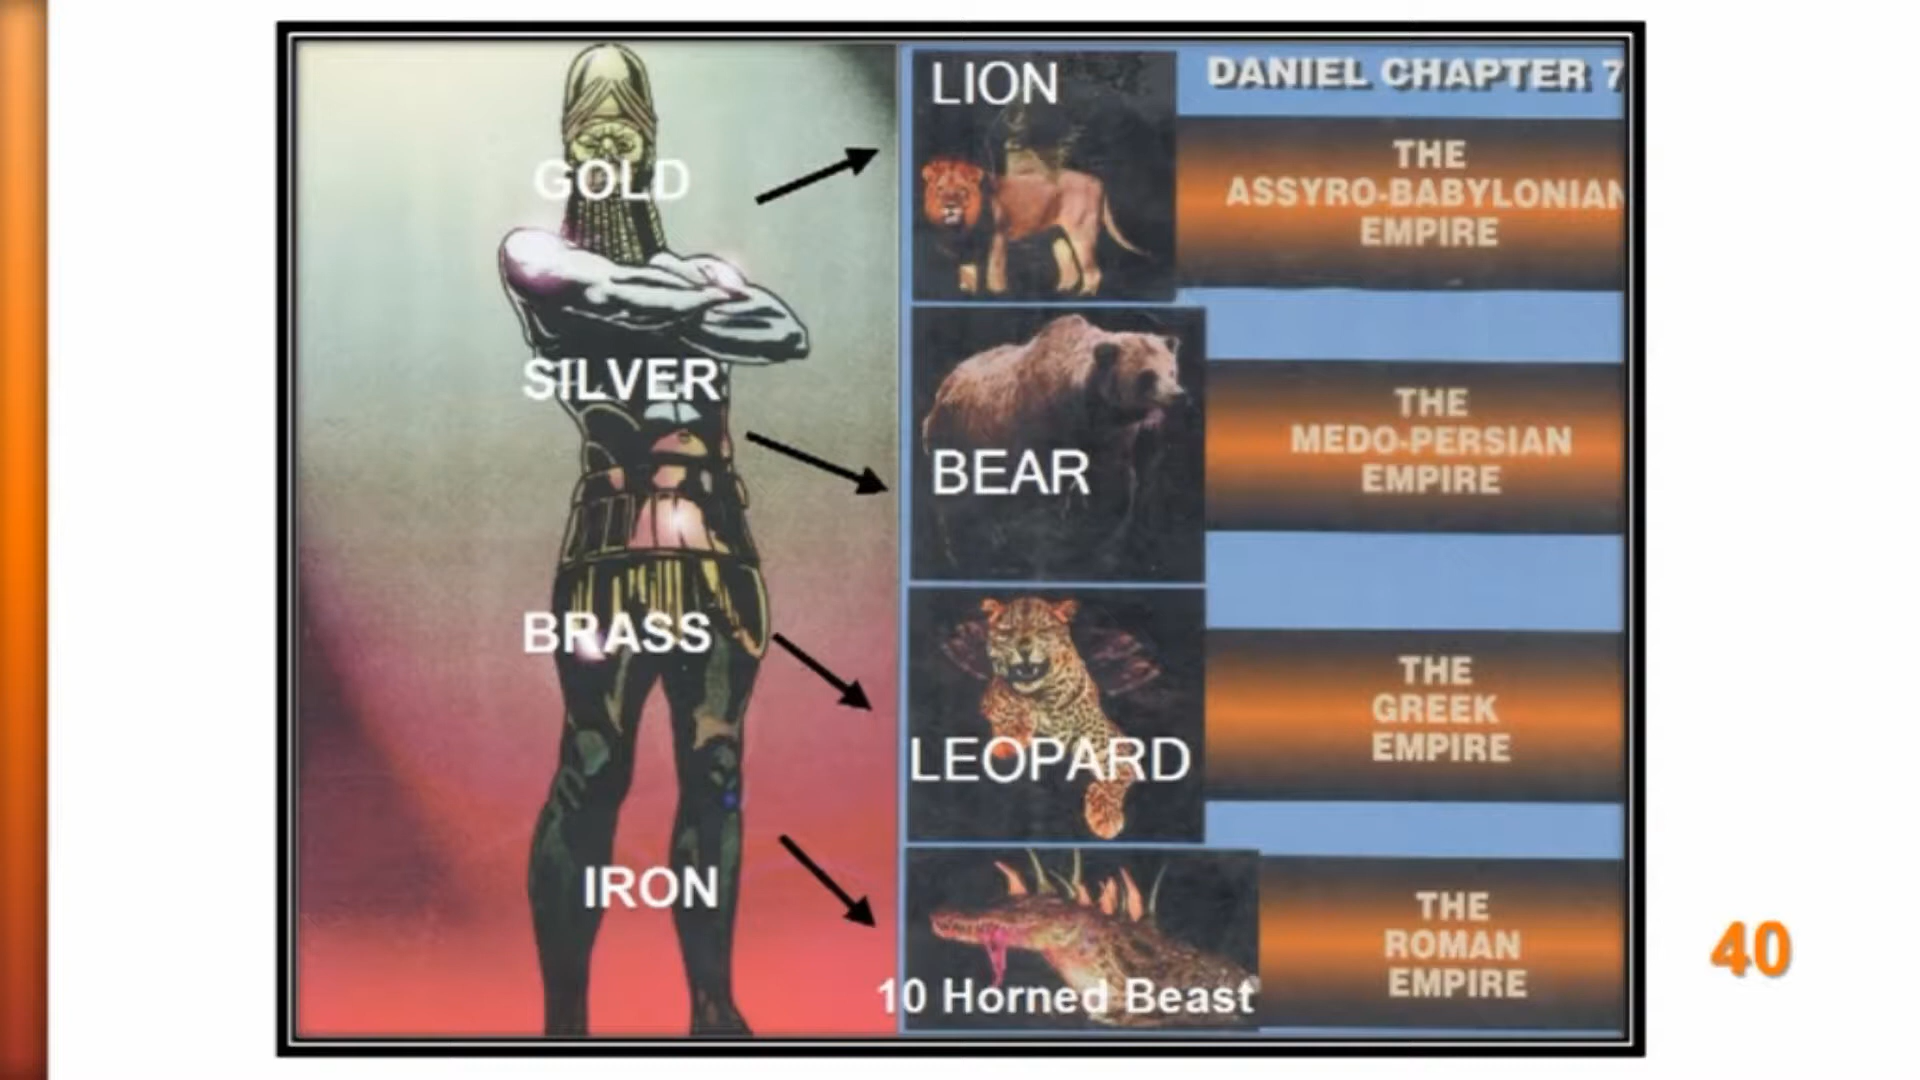 GOLD
SILVER
BRASS
IRON
LION
BEAR
LEOPARD
10 Horned Beast
DANIEL CHAPTER 7
THE
ASSYRO-BABYLONIAN
EMPIRE
THE
MEDO-PERSIAN
EMPIRE
THE
GREEK
EMPIRE
THE
ROMAN
EMPIRE
40